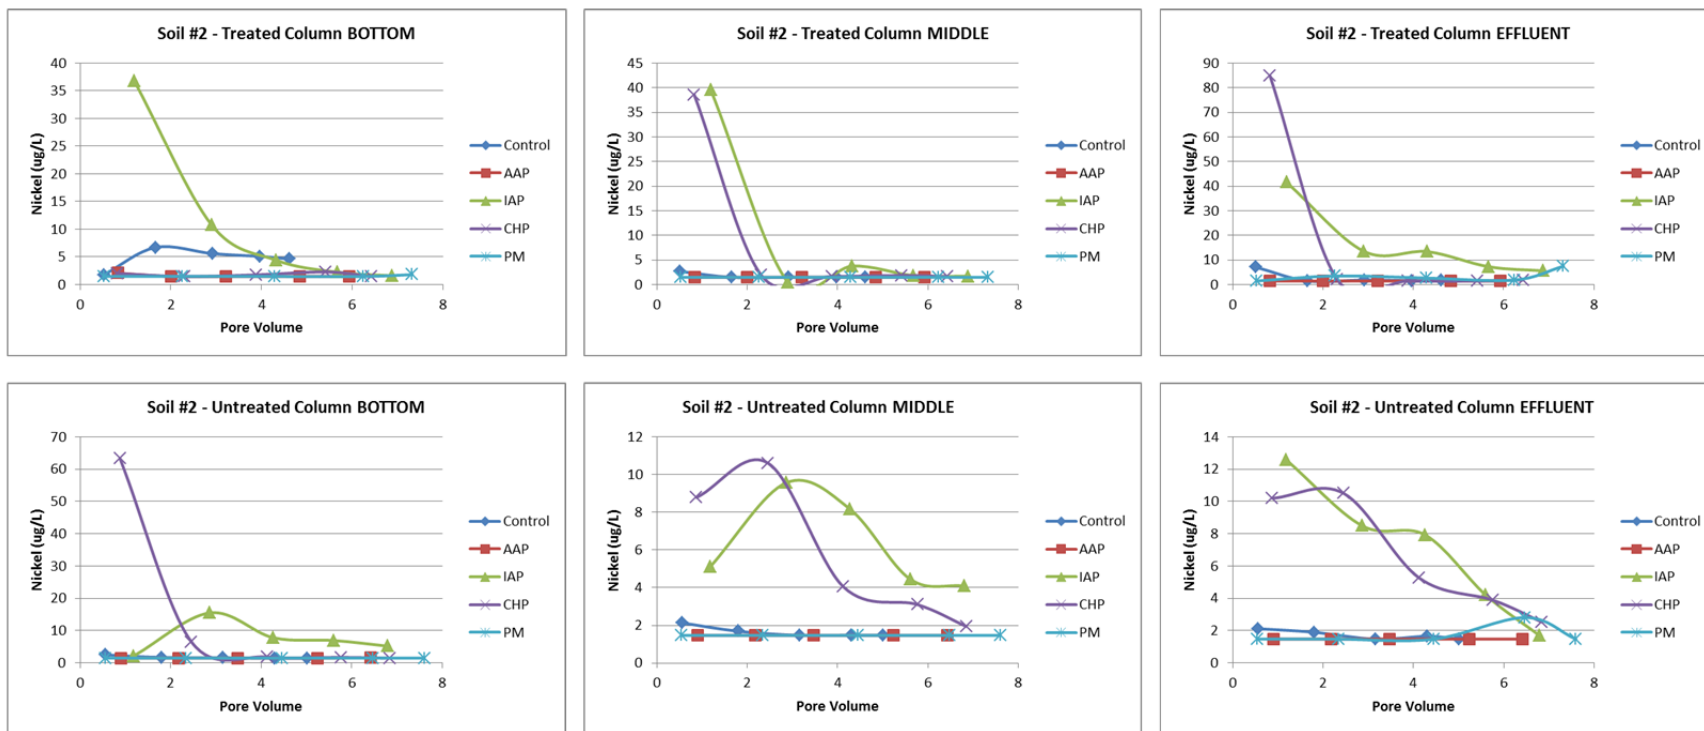 Soil #2 - Treated Column BOTTOM
40
35
30
25
20
15
10
5
0
Nickel (ug/L)
0 2 4 6 8
Pore Volume
Control
AAP
IAP
CHP
PM
Soil #2 - Treated Column MIDDLE
45
40
35
30
25
20
15
10
5
0
Nickel (ug/L)
0 2 4 6 8
Pore Volume
Control
AAP
IAP
CHP
PM
Soil #2 - Treated Column EFFLUENT
90
80
70
60
50
40
30
20
10
0
Nickel (ug/L)
0 2 4 6 8
Pore Volume
Control
AAP
IAP
CHP
PM
Soil #2 - Untreated Column BOTTOM
70
60
50
40
30
20
10
0
Nickel (ug/L)
0 2 4 6 8
Pore Volume
Control
AAP
IAP
CHP
PM
Soil #2 - Untreated Column MIDDLE
12
10
8
6
4
2
0
Nickel (ug/L)
0 2 4 6 8
Pore Volume
Control
AAP
IAP
CHP
PM
Soil #2 - Untreated Column EFFLUENT
14
12
10
8
6
4
2
0
Nickel (ug/L)
0 2 4 6 8
Pore Volume
Control
AAP
IAP
CHP
PM